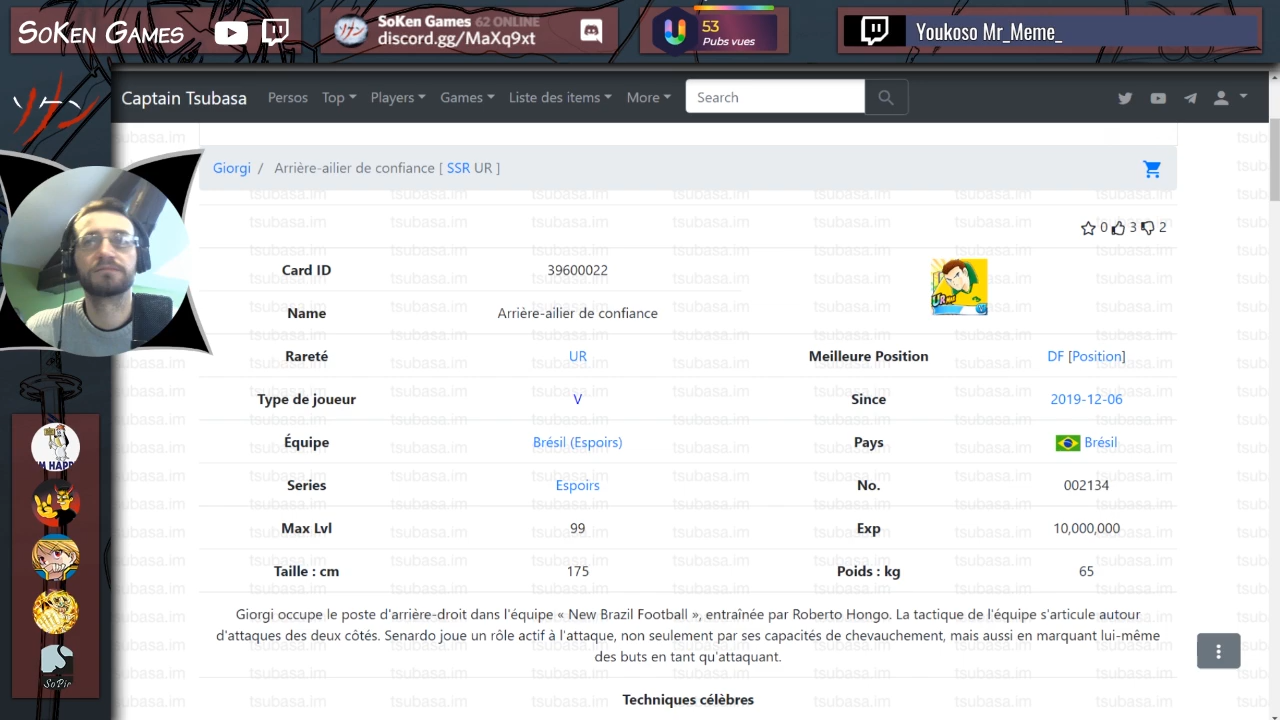 SoKen Games
ソケン
SoKen Games 62 ONLINE
discord.gg/MaXq9xt
53
Pubs vues
Youkoso Mr_Meme_
Captain Tsubasa
Persos
Top
Players
Games
Liste des items
More
Search
Giorgi / Arrière-ailier de confiance [ SSR UR ]
0 3 2
Card ID 39600022
Name Arrière-ailier de confiance
Rareté UR Meilleure Position DF [Position]
Type de joueur V Since 2019-12-06
Équipe Brésil (Espoirs) Pays Brésil
Series Espoirs No. 002134
Max Lvl 99 Exp 10,000,000
Taille : cm 175 Poids : kg 65
Giorgi occupe le poste d'arrière-droit dans l'équipe « New Brazil Football », entraînée par Roberto Hongo. La tactique de l'équipe s'articule autour
d'attaques des deux côtés. Senardo joue un rôle actif à l'attaque, non seulement par ses capacités de chevauchement, mais aussi en marquant lui-même
des buts en tant qu'attaquant.
Techniques célèbres
tsubasa.im